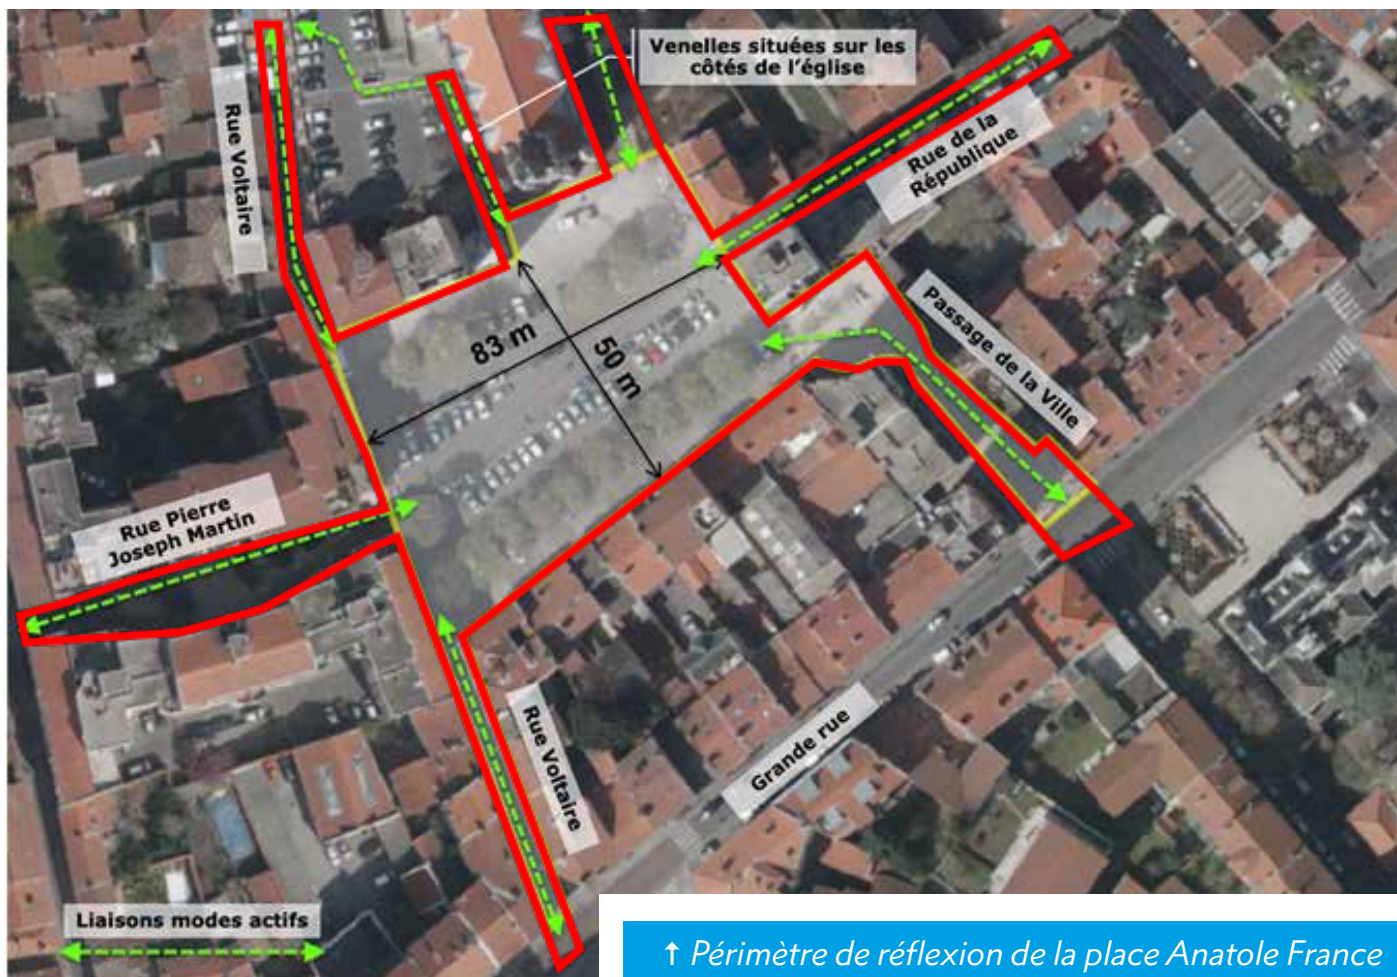 Venelles situées sur les
côtés de l'église
Rue Voltaire
Rue de la
République
Passage de la Ville
83 m
50 m
Rue Pierre
Joseph Martin
Rue Voltaire
Grande rue
Liaisons modes actifs
↑ Périmètre de réflexion de la place Anatole France